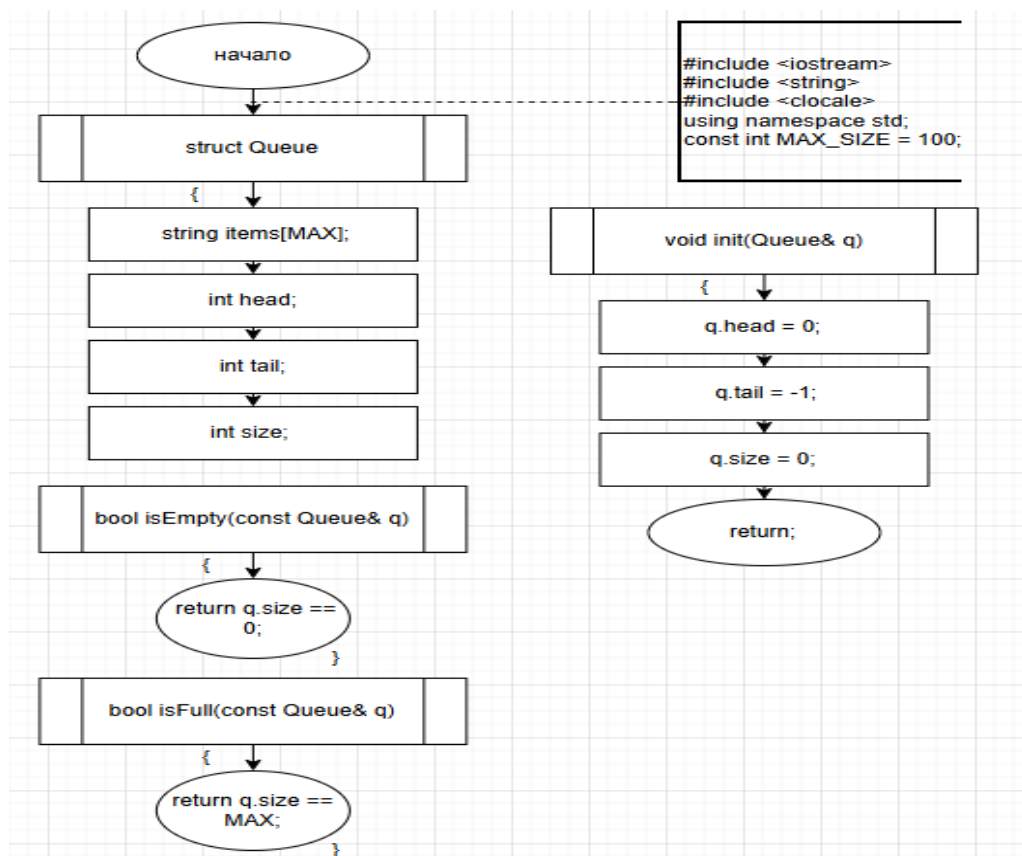 начало
#include <iostream>
#include <string>
#include <clocale>
using namespace std;
const int MAX_SIZE = 100;
struct Queue
{
string items[MAX];
int head;
int tail;
int size;
void init(Queue& q)
{
q.head = 0;
q.tail = -1;
q.size = 0;
return;
bool isEmpty(const Queue& q)
{
return q.size ==
0;
}
bool isFull(const Queue& q)
{
return q.size ==
MAX;
}